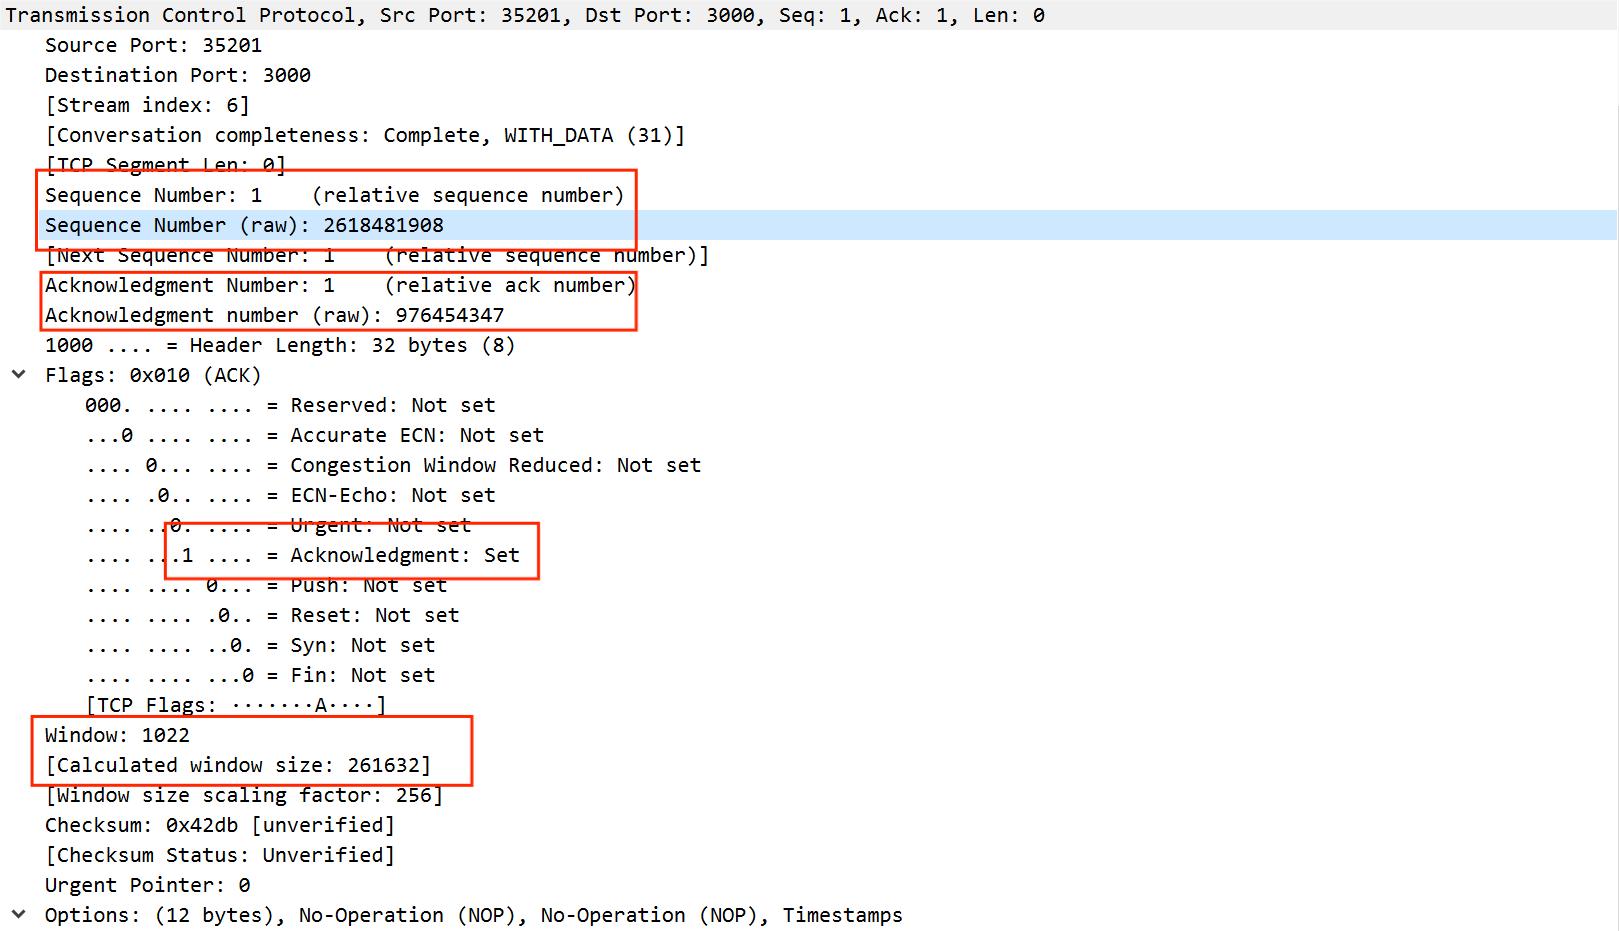 Transmission Control Protocol, Src Port: 35201, Dst Port: 3000, Seq: 1, Ack: 1, Len: 0
Source Port: 35201
Destination Port: 3000
[Stream index: 6]
[Conversation completeness: Complete, WITH_DATA (31)]
[TCP Segment Len: 0]
Sequence Number: 1    (relative sequence number)
Sequence Number (raw): 2618481908
[Next Sequence Number: 1    (relative sequence number)]
Acknowledgment Number: 1    (relative ack number)
Acknowledgment number (raw): 976454347
1000 .... = Header Length: 32 bytes (8)
Flags: 0x010 (ACK)
000. .... .... = Reserved: Not set
...0 .... .... = Accurate ECN: Not set
.... 0... .... = Congestion Window Reduced: Not set
.... .0.. .... = ECN-Echo: Not set
.... ..0. .... = Urgent: Not set
.... ...1 .... = Acknowledgment: Set
.... .... 0... = Push: Not set
.... .... .0.. = Reset: Not set
.... .... ..0. = Syn: Not set
.... .... ...0 = Fin: Not set
[TCP Flags: ·······A····]
Window: 1022
[Calculated window size: 261632]
[Window size scaling factor: 256]
Checksum: 0x42db [unverified]
[Checksum Status: Unverified]
Urgent Pointer: 0
Options: (12 bytes), No-Operation (NOP), No-Operation (NOP), Timestamps